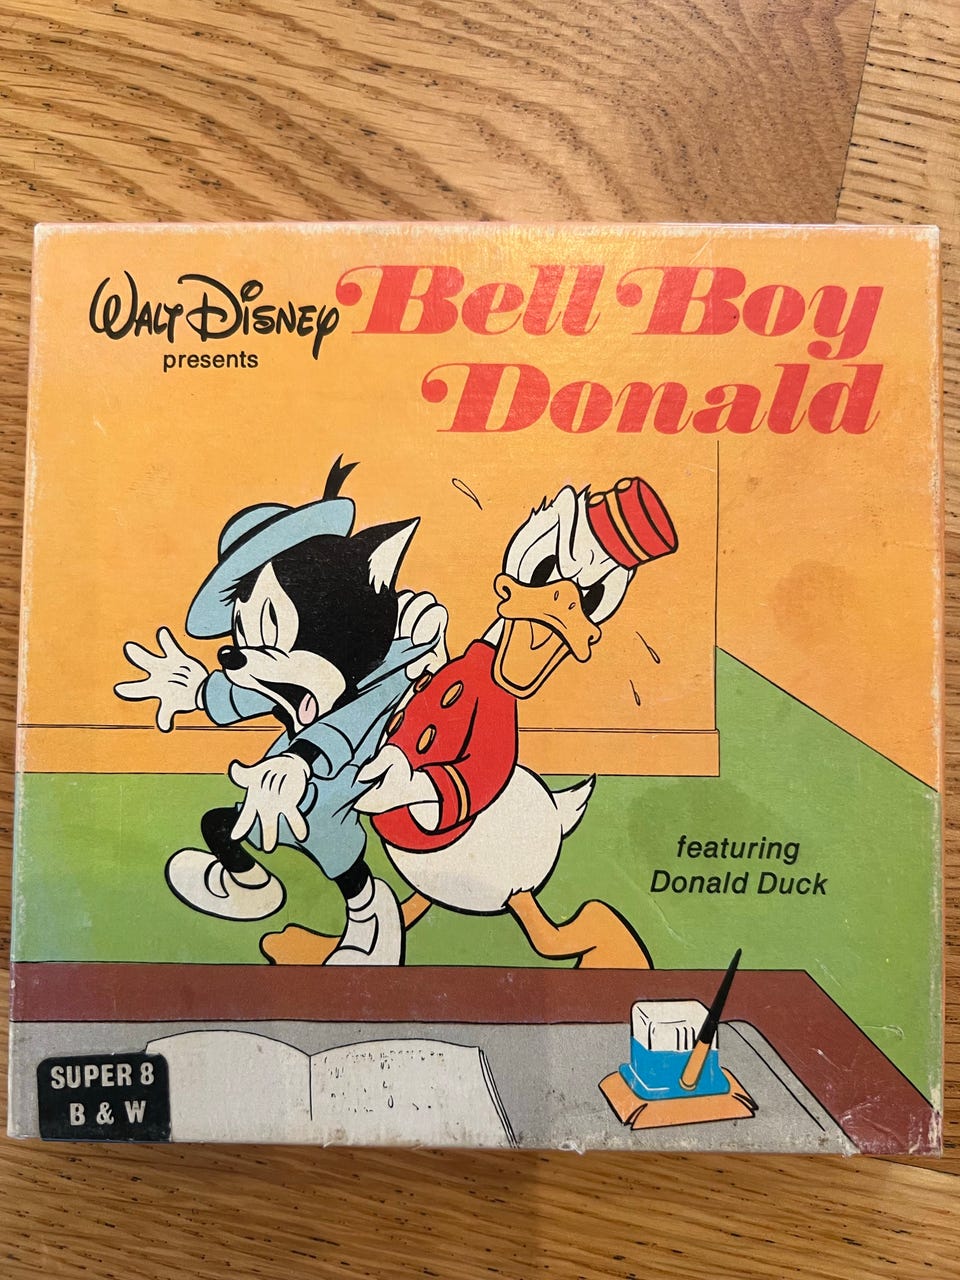 WALT DISNEY
presents
Bell Boy
Donald
featuring
Donald Duck
SUPER 8
B & W